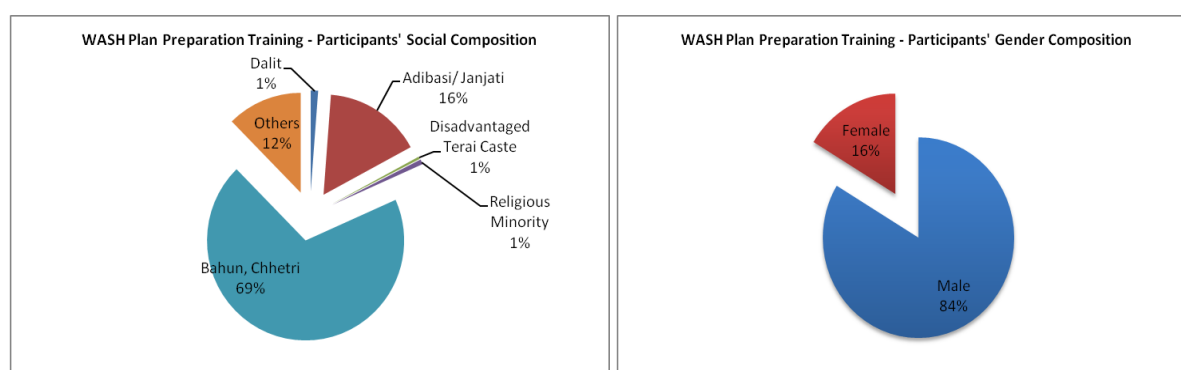 WASH Plan Preparation Training - Participants' Social Composition
Dalit
1%
Adibasi/ Janjati
16%
Disadvantaged
Terai Caste
1%
Religious
Minority
1%
Bahun, Chhetri
69%
Others
12%
WASH Plan Preparation Training - Participants' Gender Composition
Female
16%
Male
84%